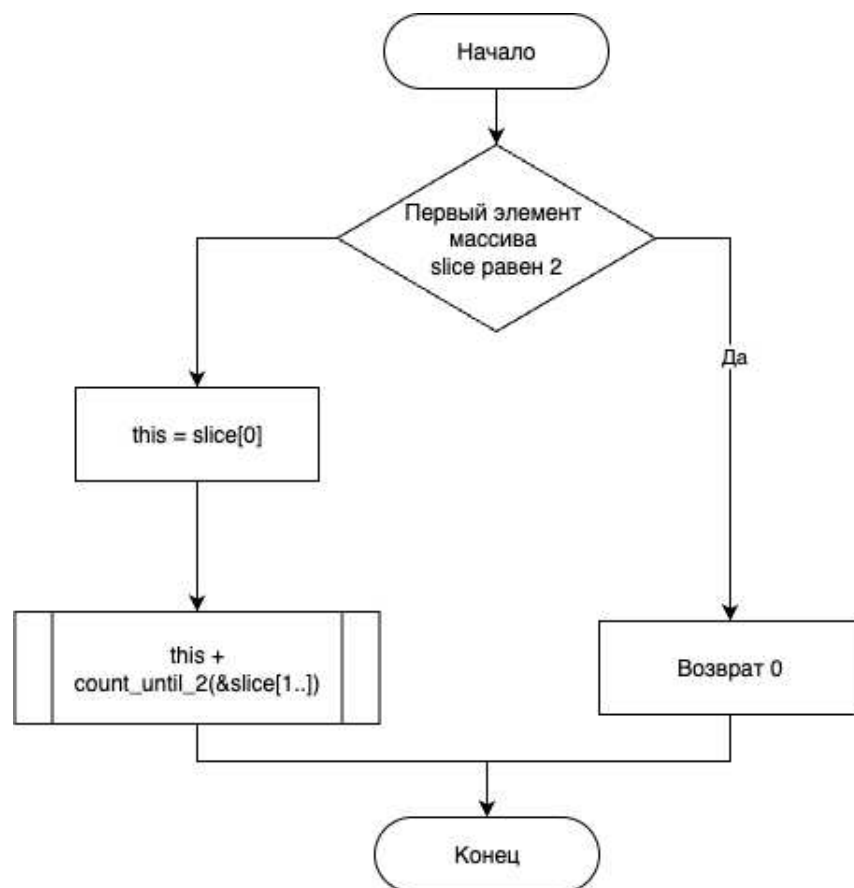 Начало
Первый элемент
массива
slice равен 2
Да
this = slice[0]
this +
count_until_2(&slice[1..])
Возврат 0
Конец